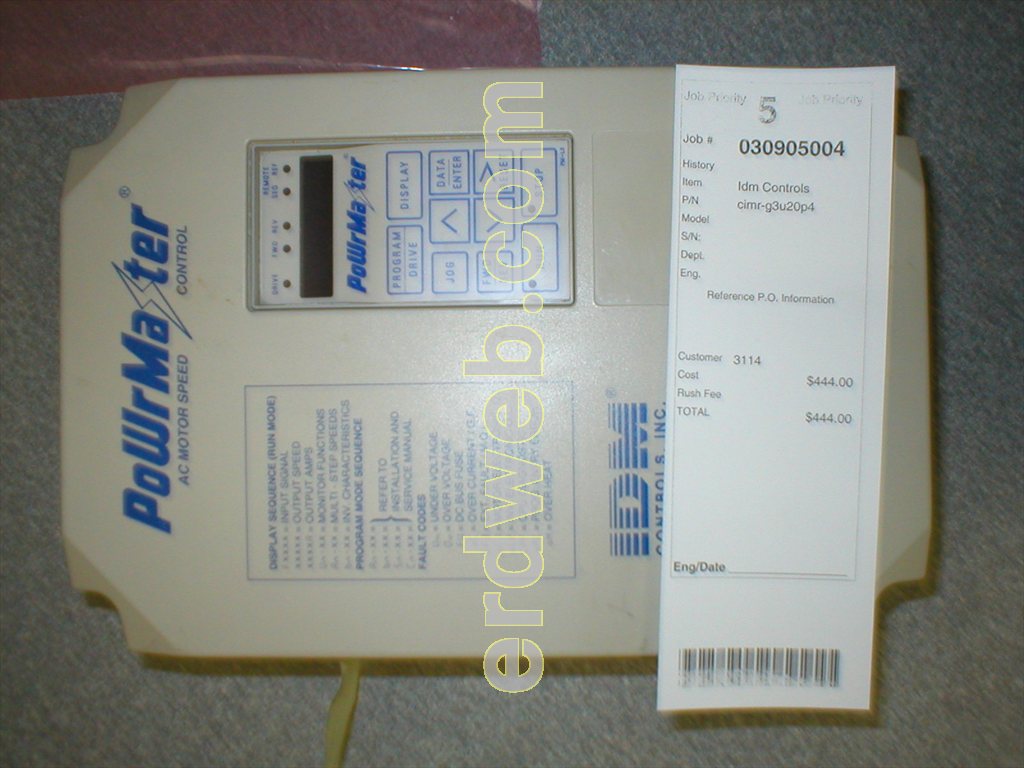 PoWrMaster®
AC MOTOR SPEED CONTROL
DRIVE FWD REV REMOTE
SEQ REF
PoWrMaster®
PROGRAM
DRIVE
DISPLAY
JOG
DATA
ENTER
DISPLAY SEQUENCE (RUN MODE)
= INPUT SIGNAL
= OUTPUT SPEED
= OUTPUT AMPS
= MONITOR FUNCTIONS
= MULTI - STEP SPEEDS
= INV. CHARACTERISTICS
PROGRAM MODE SEQUENCE
REFER TO
INSTALLATION AND
SERVICE MANUAL
FAULT CODES
= UNDER VOLTAGE
= OVER VOLTAGE
= DC BUS FUSE
= OVER CURRENT / G.F.
IDM®
CONTROLS, INC.
erdweb.com
Job Priority 5 Job Priority
Job # 030905004
History
Item Idm Controls
P/N cimr-g3u20p4
Model
S/N:
Dept.
Eng.
Reference P.O. Information
Customer 3114
Cost $444.00
Rush Fee
TOTAL $444.00
Eng/Date